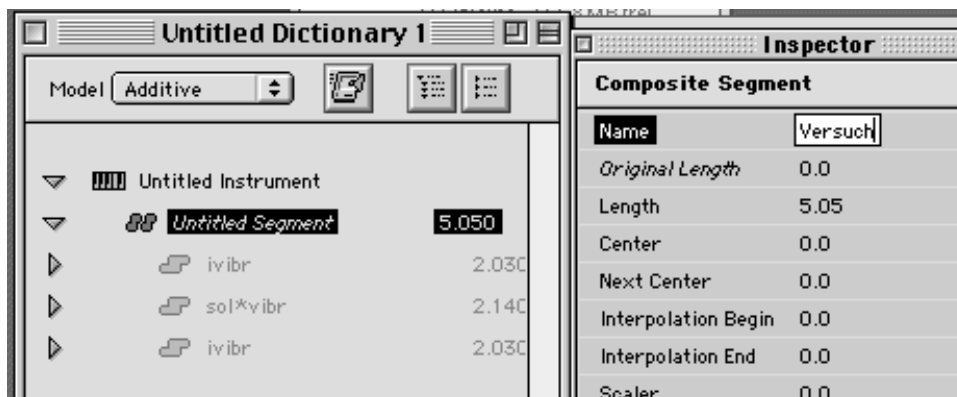 Untitled Dictionary 1
Model Additive
Untitled Instrument
Untitled Segment 5.050
ivibr 2.030
sol*vibr 2.140
ivibr 2.030
Inspector
Composite Segment
Name Versuch
Original Length 0.0
Length 5.05
Center 0.0
Next Center 0.0
Interpolation Begin 0.0
Interpolation End 0.0
Scaler 0.0